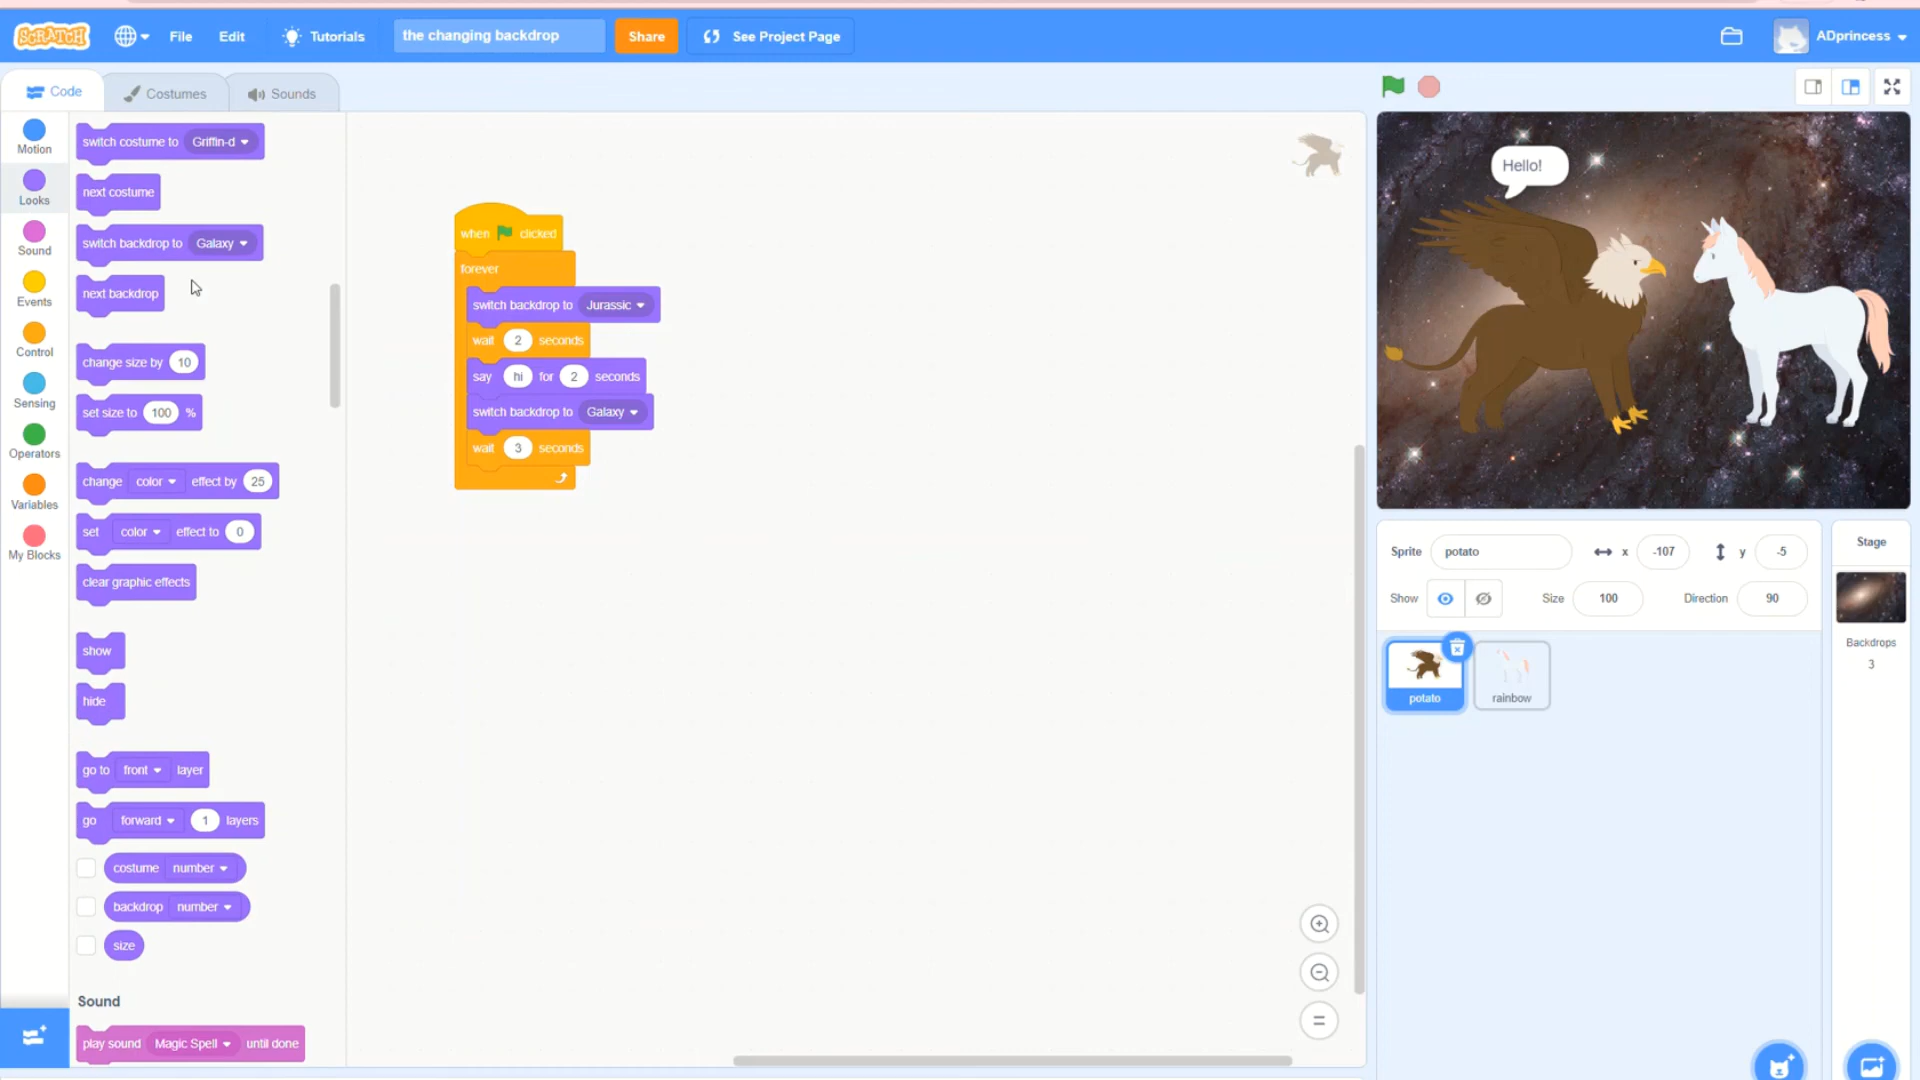 SCRATCH File Edit Tutorials the changing backdrop Share See Project Page ADprincess
Code Costumes Sounds
Motion
Looks
Sound
Events
Control
Sensing
Operators
Variables
My Blocks
switch costume to Griffin-d
next costume
switch backdrop to Galaxy
next backdrop
change size by 10
set size to 100 %
change color effect by 25
set color effect to 0
clear graphic effects
show
hide
go to front layer
go forward 1 layers
costume number
backdrop number
size
Sound
play sound Magic Spell until done
when clicked
forever
switch backdrop to Jurassic
wait 2 seconds
say hi for 2 seconds
switch backdrop to Galaxy
wait 3 seconds
Hello!
Sprite potato x -107 y -5
Show Size 100 Direction 90
potato
rainbow
Stage
Backdrops
3